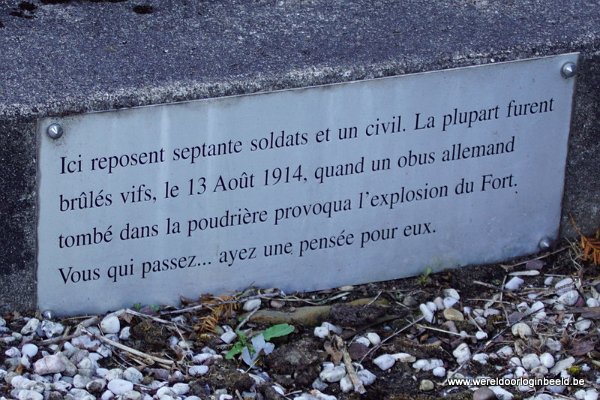 Ici reposent septante soldats et un civil. La plupart furent
brûlés vifs, le 13 Août 1914, quand un obus allemand
tombé dans la poudrière provoqua l'explosion du Fort.
Vous qui passez... ayez une pensée pour eux.
www.wereldoorloginbeeld.be